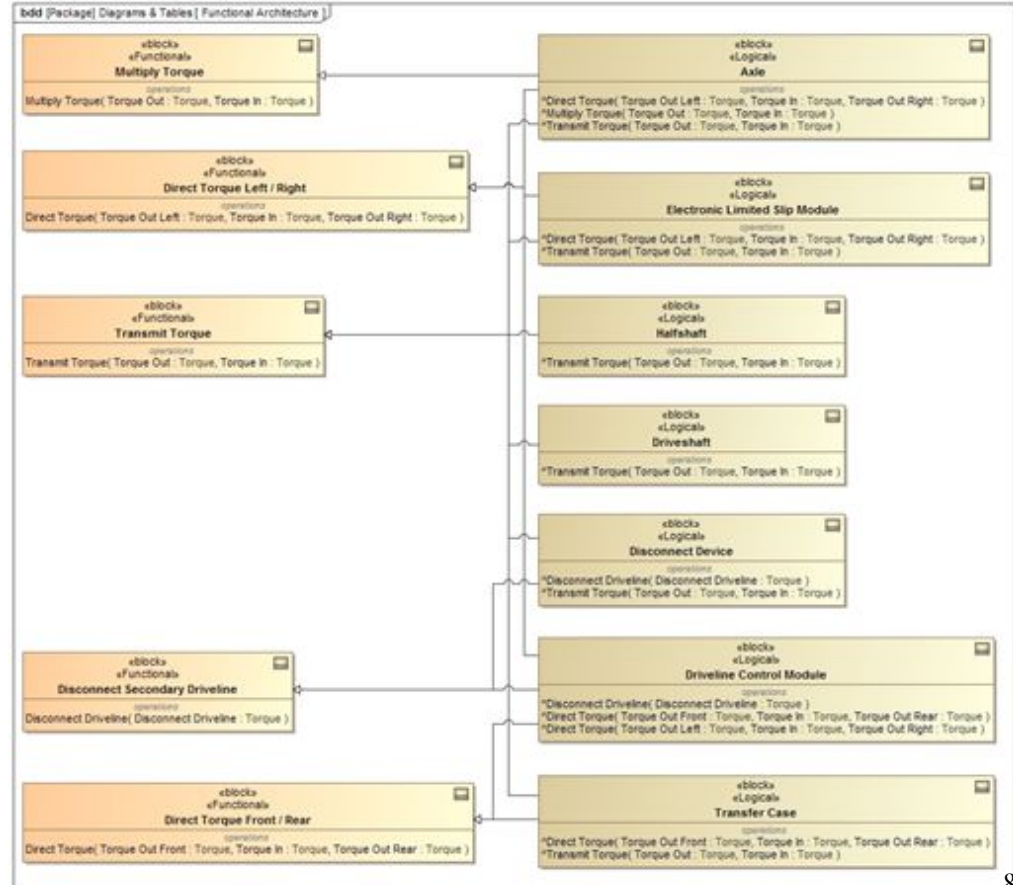 bdd [Package] Diagrams & Tables [ Functional Architecture ]
«block»
«Functional»
Multiply Torque
operations
Multiply Torque( Torque Out : Torque, Torque In : Torque )
«block»
«Functional»
Direct Torque Left / Right
operations
Direct Torque( Torque Out Left : Torque, Torque In : Torque, Torque Out Right : Torque )
«block»
«Functional»
Transmit Torque
operations
Transmit Torque( Torque Out : Torque, Torque In : Torque )
«block»
«Functional»
Disconnect Secondary Driveline
operations
Disconnect Driveline( Disconnect Driveline : Torque )
«block»
«Functional»
Direct Torque Front / Rear
operations
Direct Torque( Torque Out Front : Torque, Torque In : Torque, Torque Out Rear : Torque )
«block»
«Logical»
Axle
operations
^Direct Torque( Torque Out Left : Torque, Torque In : Torque, Torque Out Right : Torque )
^Multiply Torque( Torque Out : Torque, Torque In : Torque )
^Transmit Torque( Torque Out : Torque, Torque In : Torque )
«block»
«Logical»
Electronic Limited Slip Module
operations
^Direct Torque( Torque Out Left : Torque, Torque In : Torque, Torque Out Right : Torque )
^Transmit Torque( Torque Out : Torque, Torque In : Torque )
«block»
«Logical»
Halfshaft
operations
^Transmit Torque( Torque Out : Torque, Torque In : Torque )
«block»
«Logical»
Driveshaft
operations
^Transmit Torque( Torque Out : Torque, Torque In : Torque )
«block»
«Logical»
Disconnect Device
operations
^Disconnect Driveline( Disconnect Driveline : Torque )
^Transmit Torque( Torque Out : Torque, Torque In : Torque )
«block»
«Logical»
Driveline Control Module
operations
^Disconnect Driveline( Disconnect Driveline : Torque )
^Direct Torque( Torque Out Front : Torque, Torque In : Torque, Torque Out Rear : Torque )
^Direct Torque( Torque Out Left : Torque, Torque In : Torque, Torque Out Right : Torque )
«block»
«Logical»
Transfer Case
operations
^Direct Torque( Torque Out Front : Torque, Torque In : Torque, Torque Out Rear : Torque )
^Transmit Torque( Torque Out : Torque, Torque In : Torque )
8